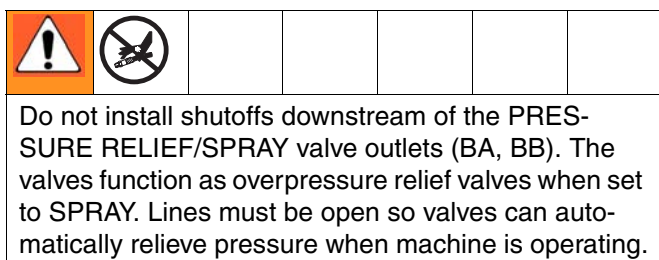 Do not install shutoffs downstream of the PRES-
SURE RELIEF/SPRAY valve outlets (BA, BB). The
valves function as overpressure relief valves when set
to SPRAY. Lines must be open so valves can auto-
matically relieve pressure when machine is operating.